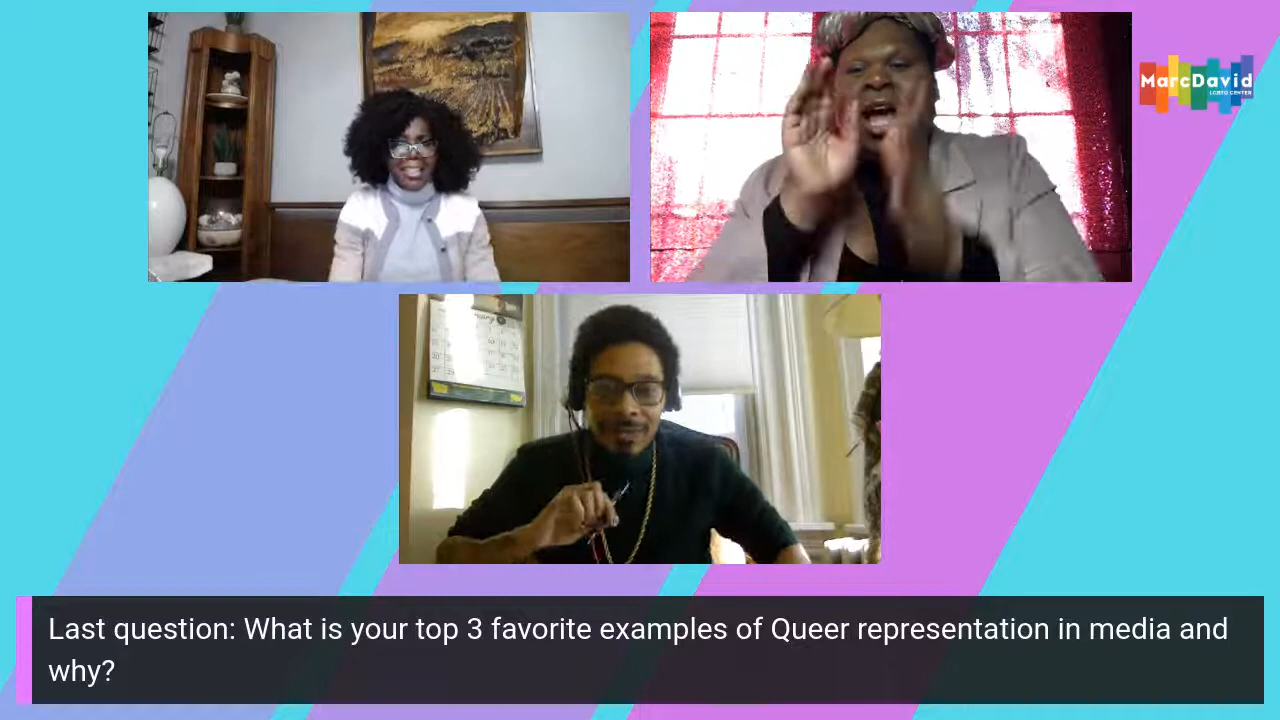 MarcDavid
LGBTQ CENTER
Last question: What is your top 3 favorite examples of Queer representation in media and
why?